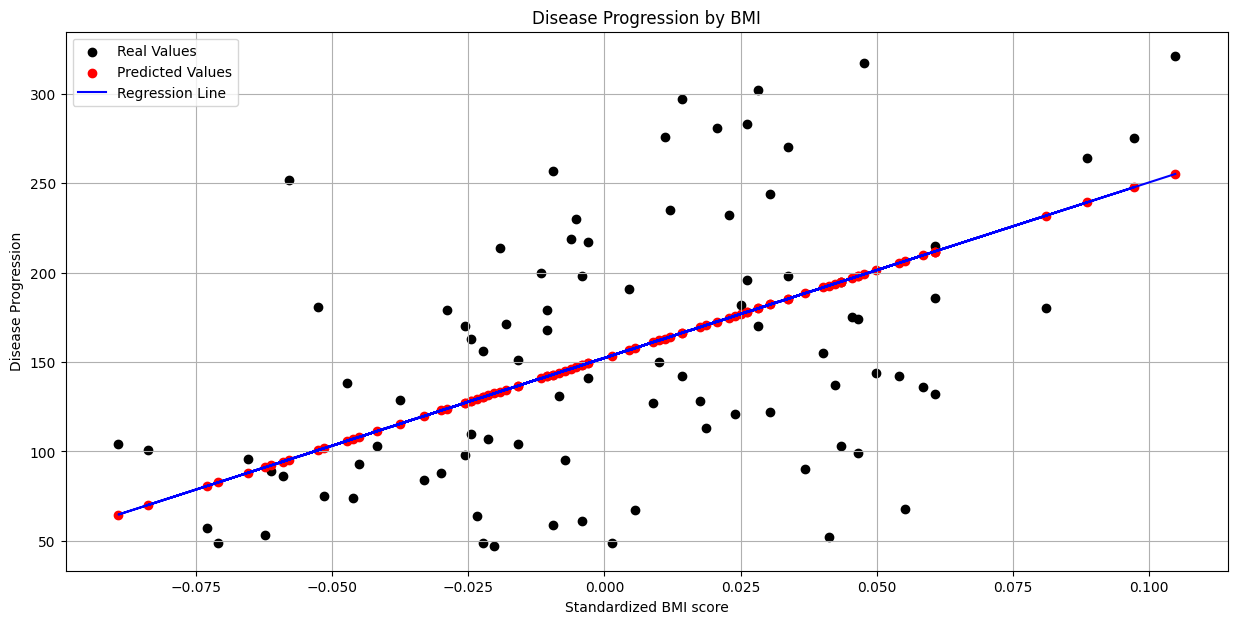 Disease Progression by BMI
Real Values
Predicted Values
Regression Line
Disease Progression
300
250
200
150
100
50
−0.075 −0.050 −0.025 0.000 0.025 0.050 0.075 0.100
Standardized BMI score